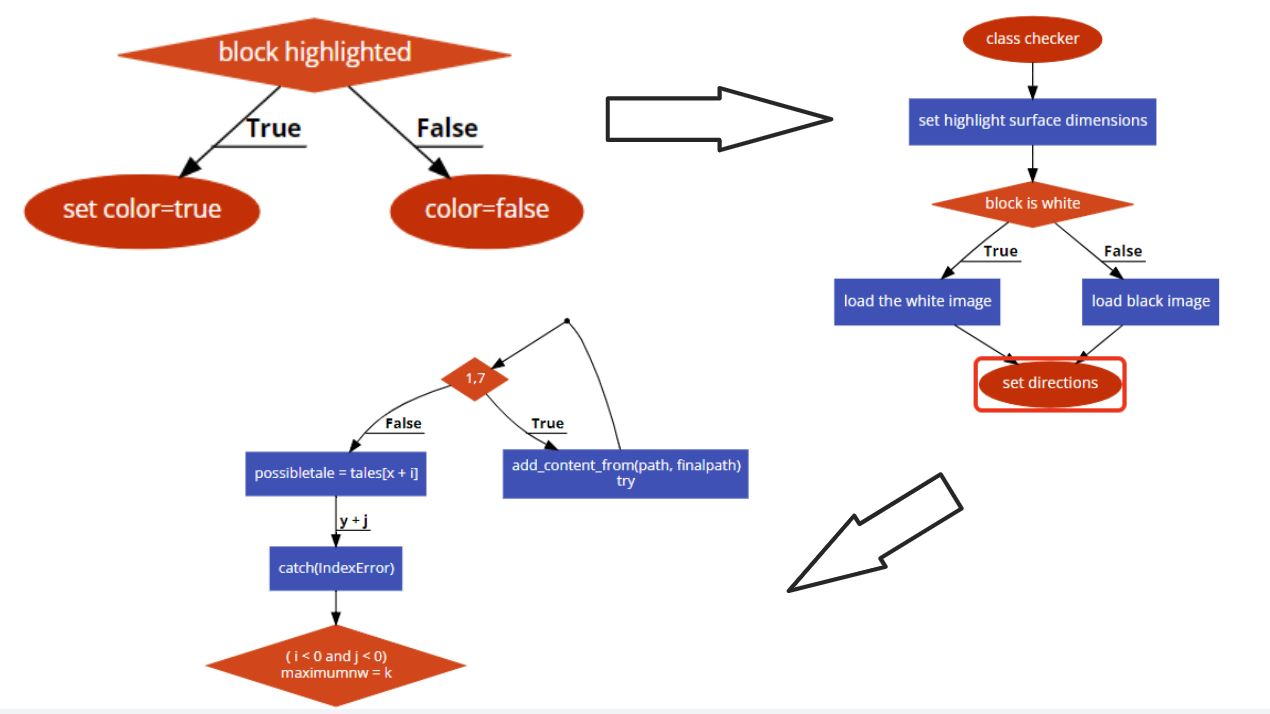 block highlighted
True
False
set color=true
color=false
class checker
set highlight surface dimensions
block is white
True
False
load the white image
load black image
set directions
1,7
False
True
possibletale = tales[x + i]
add_content_from(path, finalpath)
try
y + j
catch(IndexError)
( i < 0 and j < 0)
maximumnw = k